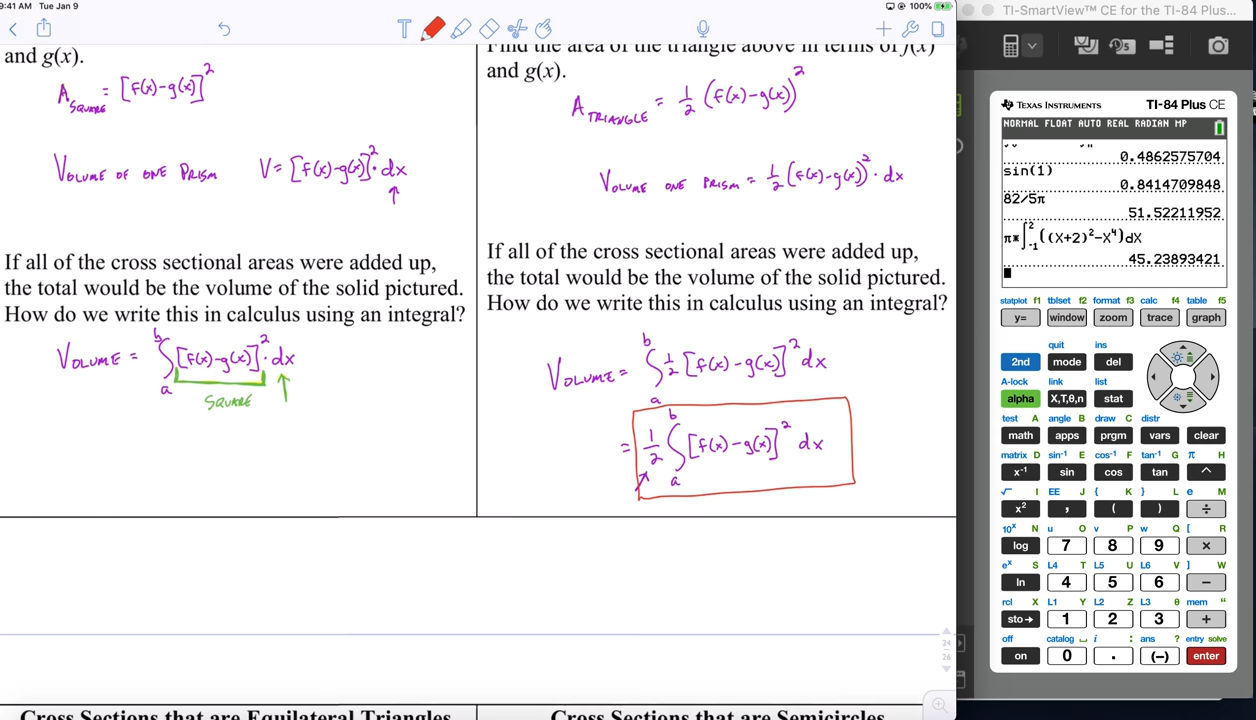 9:41 AM Tue Jan 9
100%
and g(x).
A SQUARE = [f(x)-g(x)]²
VOLUME OF ONE PRISM V = [f(x)-g(x)]² · dx
If all of the cross sectional areas were added up,
the total would be the volume of the solid pictured.
How do we write this in calculus using an integral?
VOLUME = ∫ₐᵇ [f(x)-g(x)]² · dx
SQUARE
Find the area of the triangle above in terms of f(x)
and g(x).
A TRIANGLE = 1/2 (f(x)-g(x))²
VOLUME ONE PRISM = 1/2 (f(x)-g(x))² · dx
If all of the cross sectional areas were added up,
the total would be the volume of the solid pictured.
How do we write this in calculus using an integral?
VOLUME = ∫ₐᵇ 1/2 [f(x)-g(x)]² dx
= 1/2 ∫ₐᵇ [f(x)-g(x)]² dx
24
26
Cross Sections that are Equilateral Triangles
Cross Sections that are Semicircles
TI-SmartView™ CE for the TI-84 Plus...
TEXAS INSTRUMENTS TI-84 Plus CE
NORMAL FLOAT AUTO REAL RADIAN MP
0.4862575704
sin(1)
0.8414709848
82/5π
51.52211952
π*∫₋₁²((X+2)²-X⁴)dX
45.23893421
statplot f1 tblset f2 format f3 calc f4 table f5
y= window zoom trace graph
quit ins
2nd mode del
A-lock link list
alpha X,T,θ,n stat
test A angle B draw C distr
math apps prgm vars clear
matrix D sin⁻¹ E cos⁻¹ F tan⁻¹ G π H
x⁻¹ sin cos tan ^
√ I EE J { K } L e M
x² , ( ) ÷
10ˣ N u O v P w Q [ R
log 7 8 9 ×
eˣ S L4 T L5 U L6 V ] W
ln 4 5 6 −
rcl X L1 Y L2 Z L3 θ mem "
sto→ 1 2 3 +
off catalog ⎵ i : ans ? entry solve
on 0 . (−) enter